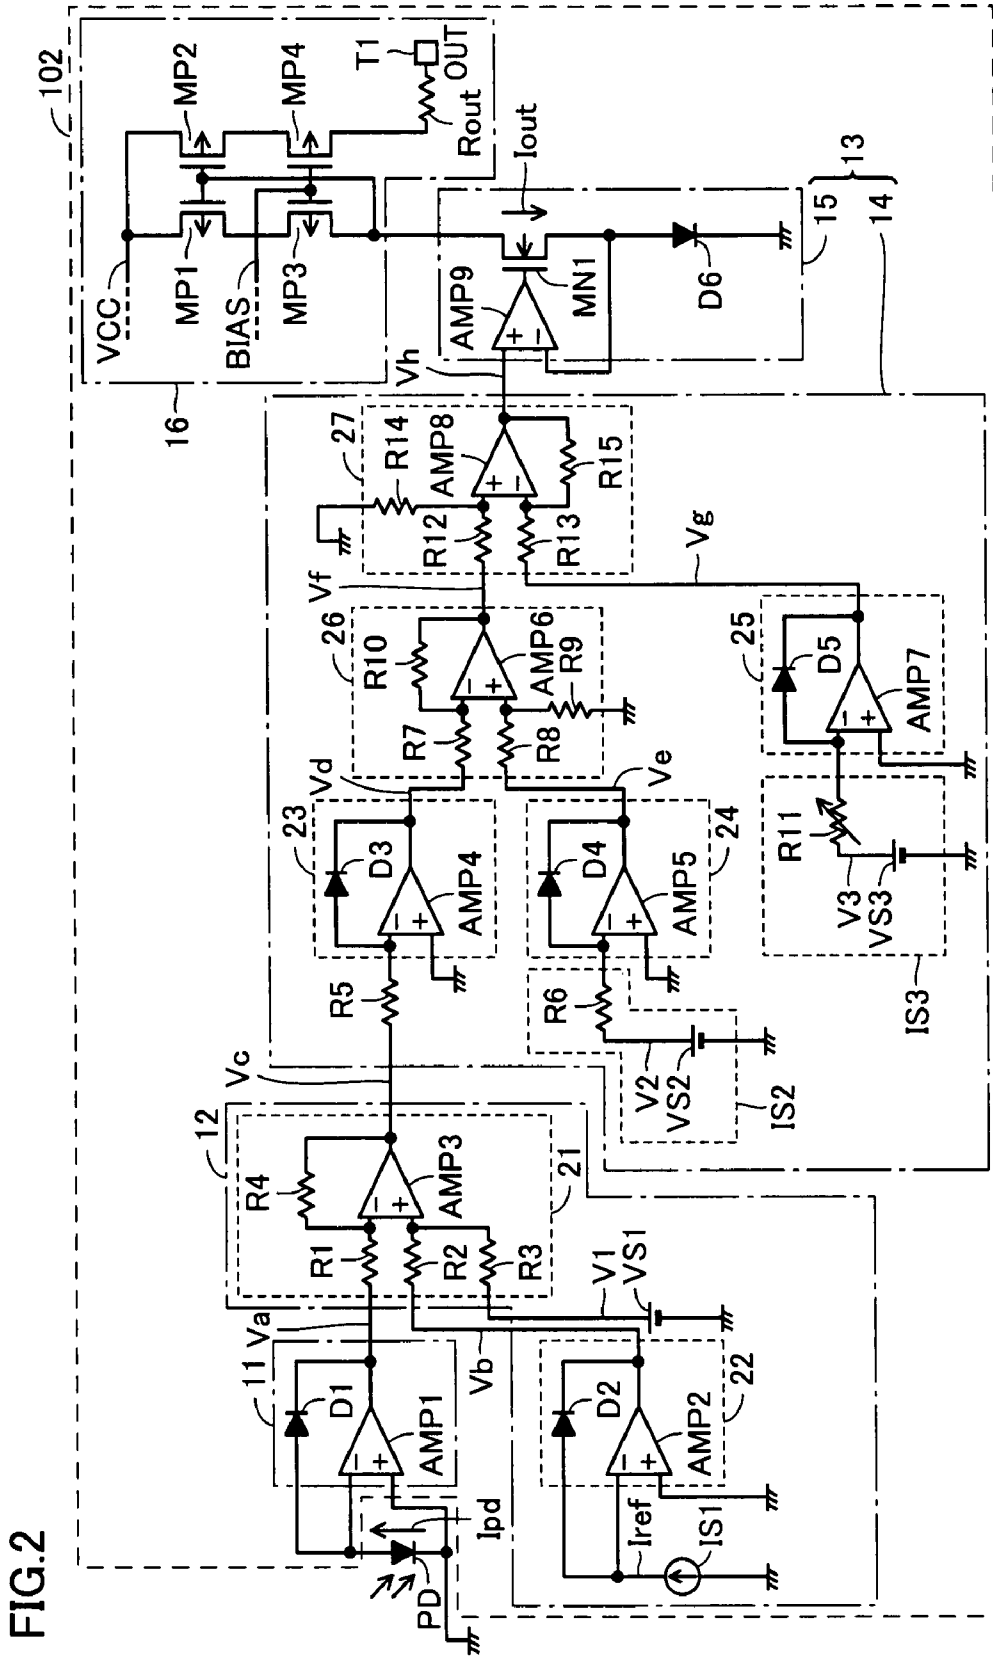 FIG.2
102
VCC
MP1
MP2
BIAS
MP3
MP4
T1
OUT
Rout
16
Iout
15
13
14
AMP9
MN1
D6
Vh
27
R14
AMP8
R12
R13
R15
Vf
Vg
26
R10
AMP6
R7
R8
R9
25
D5
AMP7
R11
V3
VS3
IS3
Vd
Ve
23
D3
AMP4
R5
24
D4
AMP5
R6
V2
VS2
IS2
Vc
12
R4
AMP3
R1
R2
R3
21
V1
VS1
Va
Vb
11
D1
AMP1
Ipd
PD
22
D2
AMP2
Iref
IS1